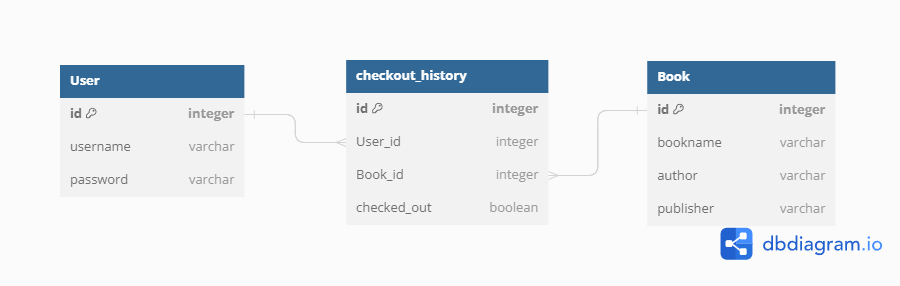 User
id integer
username varchar
password varchar
checkout_history
id integer
User_id integer
Book_id integer
checked_out boolean
Book
id integer
bookname varchar
author varchar
publisher varchar
dbdiagram.io